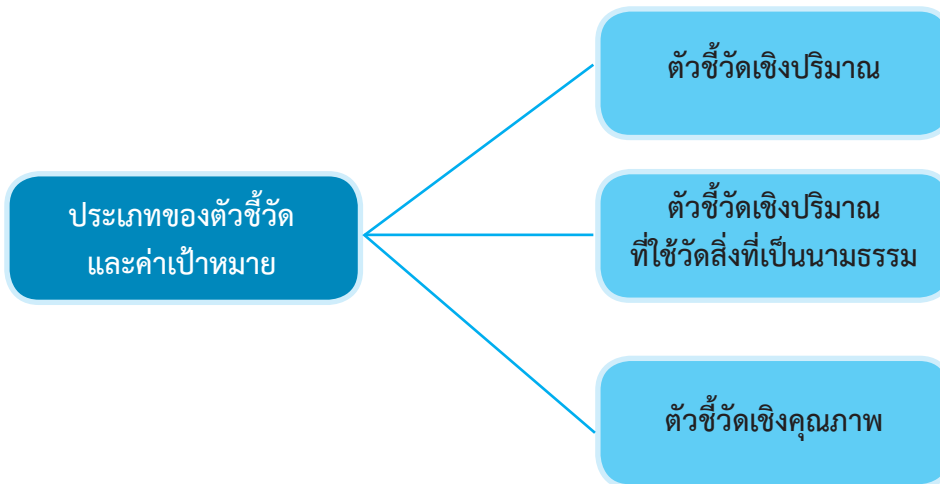 ประเภทของตัวชี้วัด
และค่าเป้าหมาย
ตัวชี้วัดเชิงปริมาณ
ตัวชี้วัดเชิงปริมาณ
ที่ใช้วัดสิ่งที่เป็นนามธรรม
ตัวชี้วัดเชิงคุณภาพ